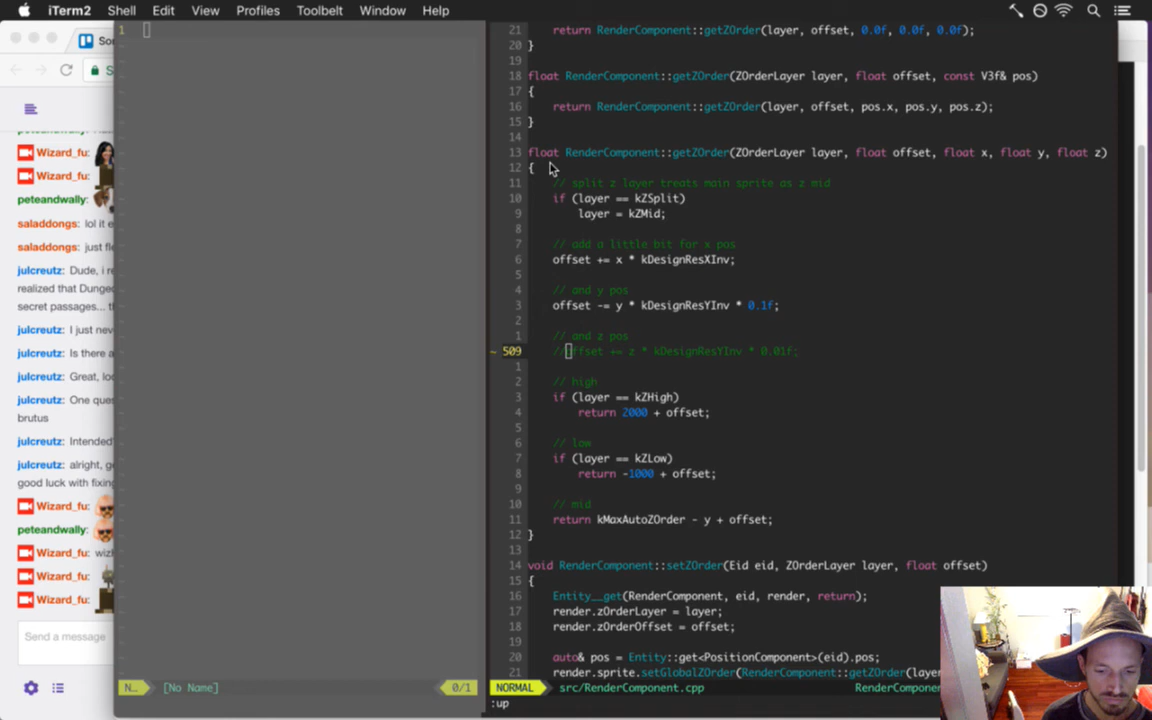 iTerm2 Shell Edit View Profiles Toolbelt Window Help
Sor
Wizard_fu:
Wizard_fu:
peteandwally:
saladdongs: lol it e
saladdongs: just fle
julcreutz: Dude, i re
realized that Dunge
secret passages... th
julcreutz: I just nev
julcreutz: Is there a
julcreutz: Great, lo
julcreutz: One ques
brutus
julcreutz: Intended
julcreutz: alright, ge
good luck with fixing
Wizard_fu:
peteandwally:
Wizard_fu: wiz
Wizard_fu:
Wizard_fu:
Send a message
1
N... [No Name] 0/1
21 return RenderComponent::getZOrder(layer, offset, 0.0f, 0.0f, 0.0f);
20 }
19
18 float RenderComponent::getZOrder(ZOrderLayer layer, float offset, const V3f& pos)
17 {
16 return RenderComponent::getZOrder(layer, offset, pos.x, pos.y, pos.z);
15 }
14
13 float RenderComponent::getZOrder(ZOrderLayer layer, float offset, float x, float y, float z)
12 {
11 // split z layer treats main sprite as z mid
10 if (layer == kZSplit)
9 layer = kZMid;
8
7 // add a little bit for x pos
6 offset += x * kDesignResXInv;
5
4 // and y pos
3 offset -= y * kDesignResYInv * 0.1f;
2
1 // and z pos
~ 509 //offset += z * kDesignResYInv * 0.01f;
1
2 // high
3 if (layer == kZHigh)
4 return 2000 + offset;
5
6 // low
7 if (layer == kZLow)
8 return -1000 + offset;
9
10 // mid
11 return kMaxAutoZOrder - y + offset;
12 }
13
14 void RenderComponent::setZOrder(Eid eid, ZOrderLayer layer, float offset)
15 {
16 Entity__get(RenderComponent, eid, render, return);
17 render.zOrderLayer = layer;
18 render.zOrderOffset = offset;
19
20 auto& pos = Entity::get<PositionComponent>(eid).pos;
21 render.sprite.setGlobalZOrder(RenderComponent::getZOrder(layer
NORMAL src/RenderComponent.cpp RenderComponen
:up